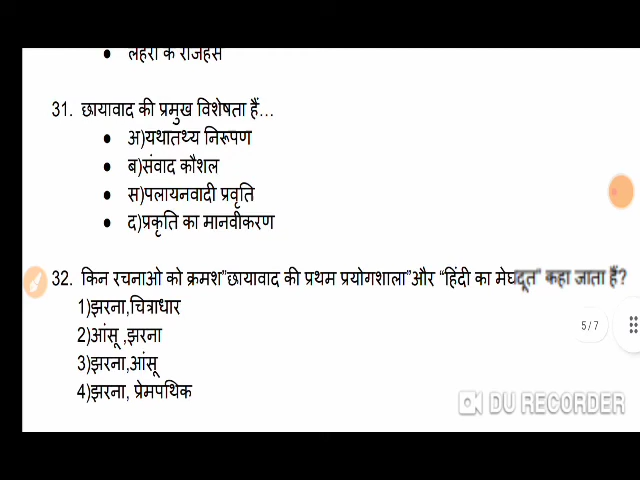 लहरों के राजहंस
31. छायावाद की प्रमुख विशेषता हैं...
अ)यथातथ्य निरूपण
ब)संवाद कौशल
स)पलायनवादी प्रवृति
द)प्रकृति का मानवीकरण
32. किन रचनाओ को क्रमश"छायावाद की प्रथम प्रयोगशाला"और "हिंदी का मेघदूत" कहा जाता हैं?
1)झरना,चित्राधार
5/7
2)आंसू ,झरना
3)झरना,आंसू
4)झरना, प्रेमपथिक
DU RECORDER